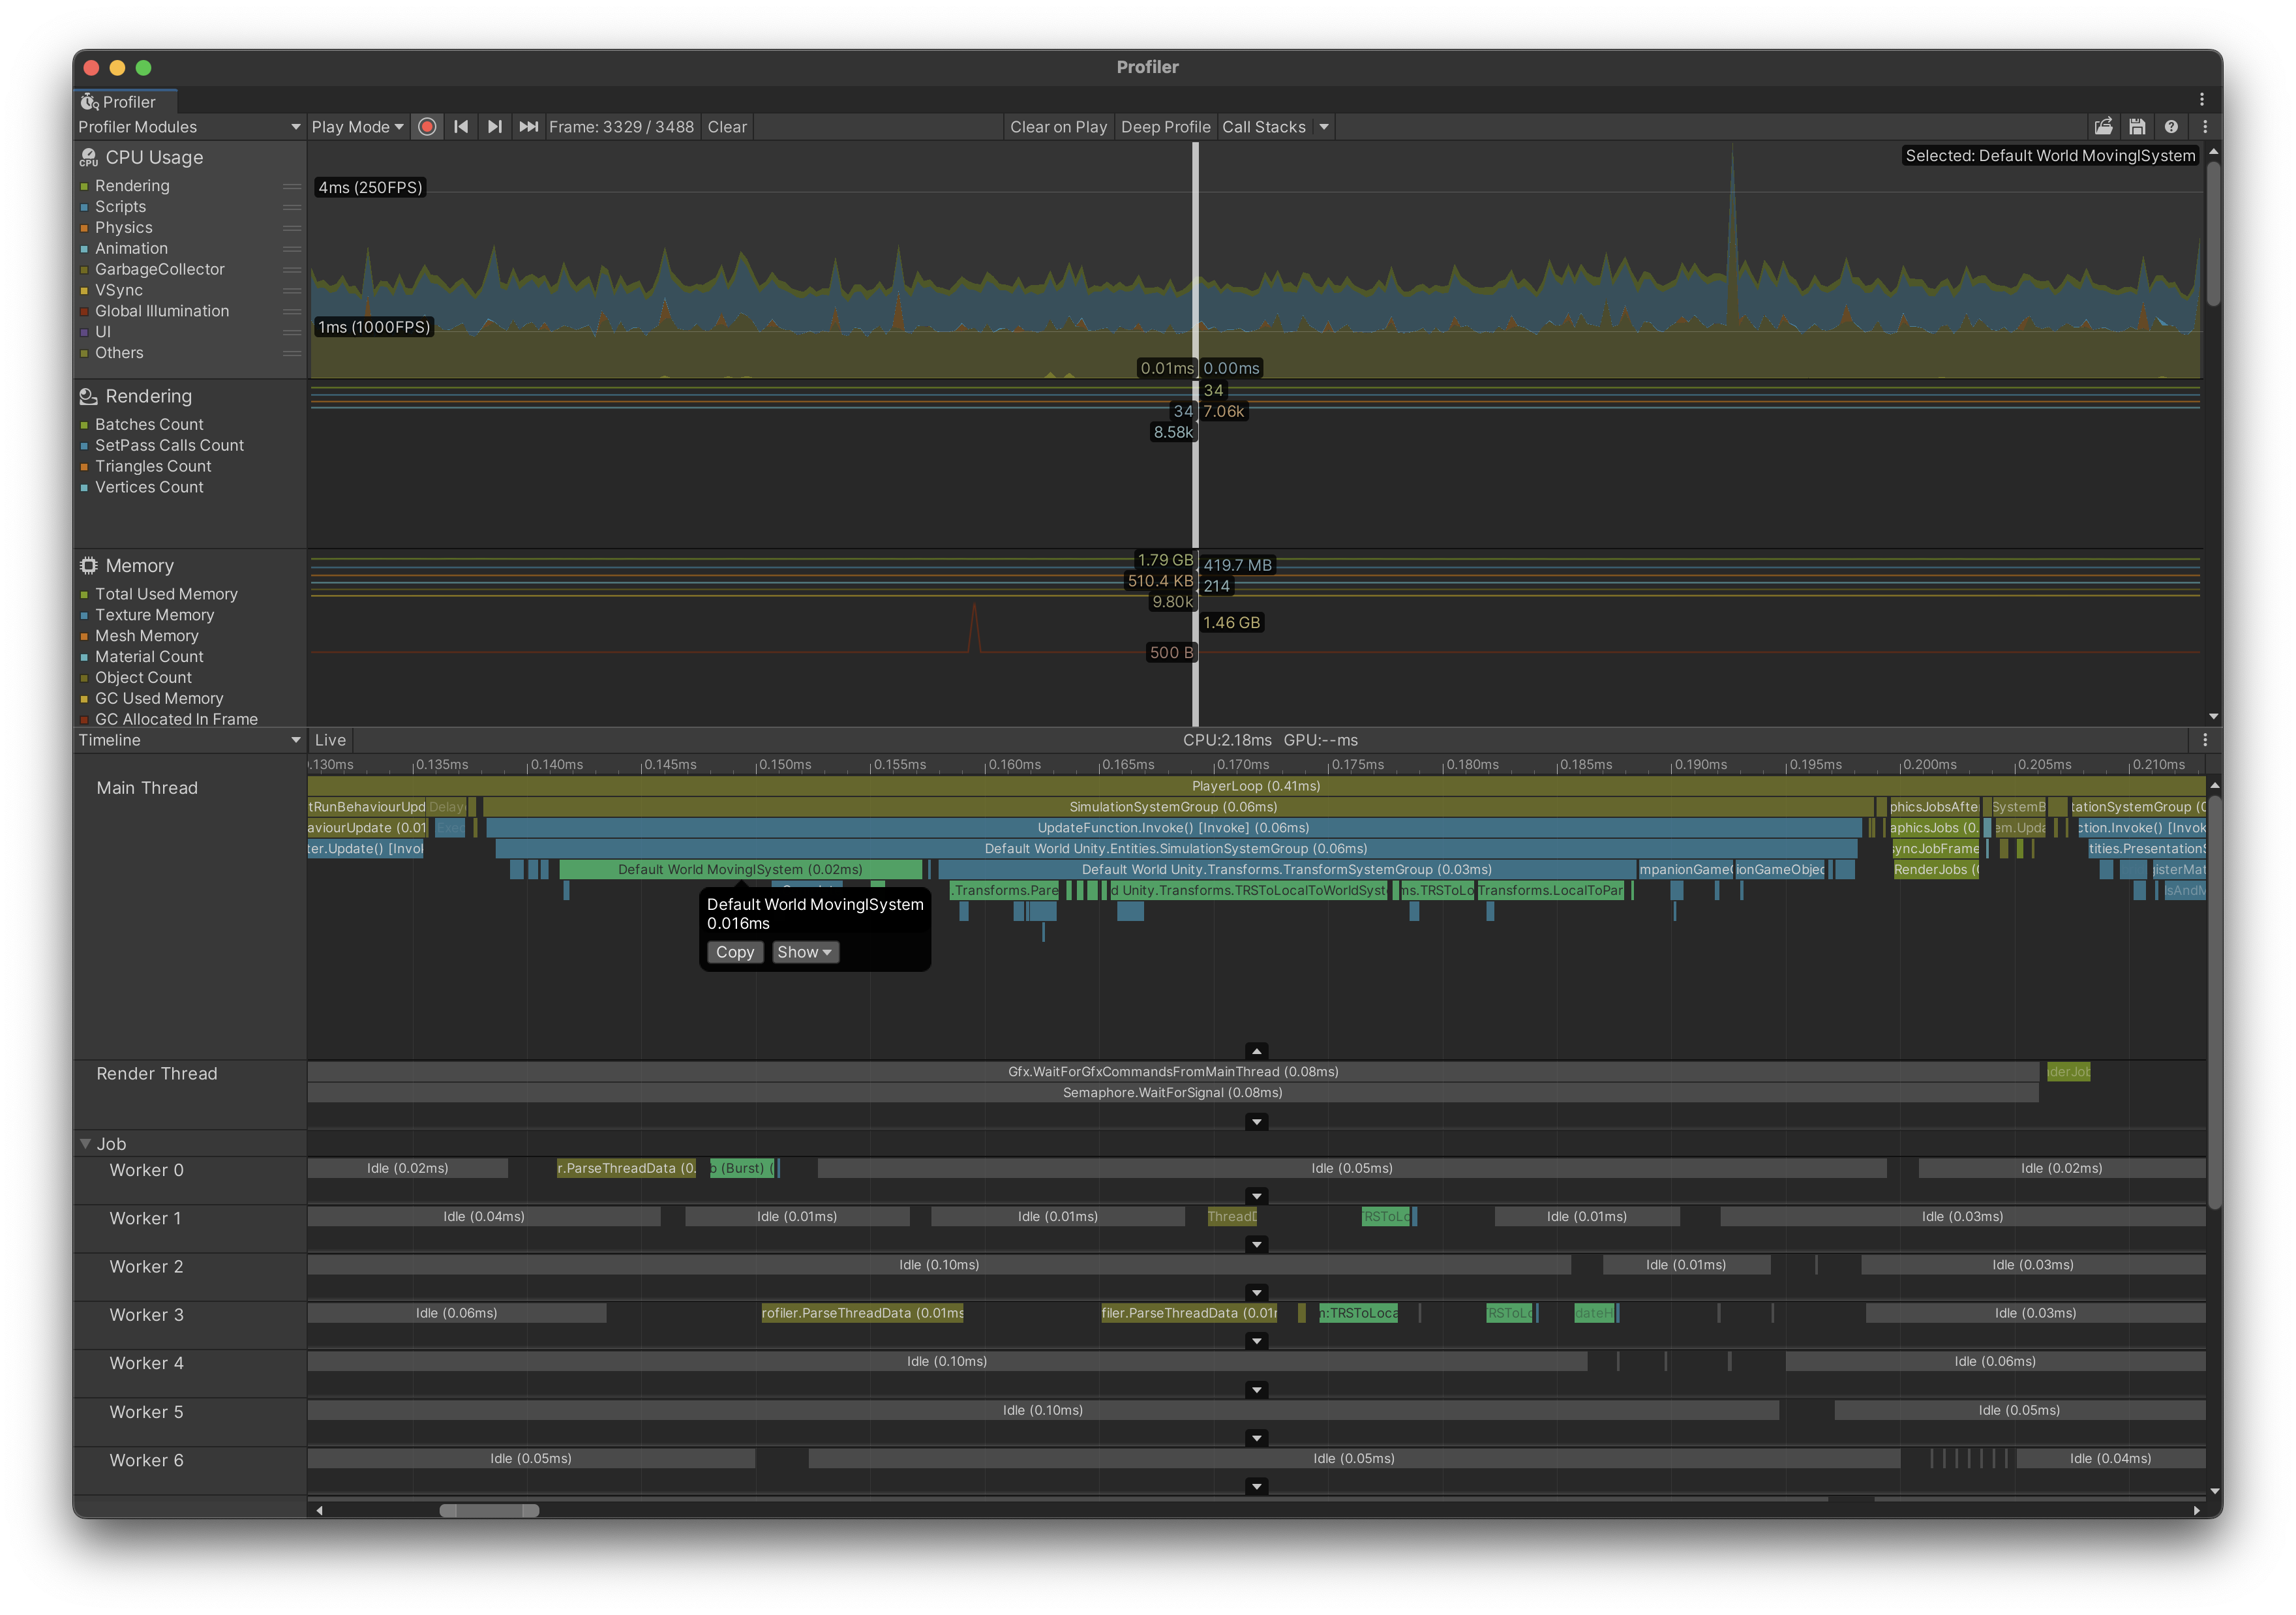 Profiler
Profiler
Profiler Modules
Play Mode
Frame: 3329 / 3488
Clear
Clear on Play
Deep Profile
Call Stacks
CPU Usage
Selected: Default World MovingISystem
Rendering
4ms (250FPS)
Scripts
Physics
Animation
GarbageCollector
VSync
Global Illumination
1ms (1000FPS)
UI
Others
0.01ms
0.00ms
Rendering
34
34
7.06k
Batches Count
8.58k
SetPass Calls Count
Triangles Count
Vertices Count
Memory
1.79 GB
419.7 MB
510.4 KB
214
Total Used Memory
9.80k
Texture Memory
1.46 GB
Mesh Memory
Material Count
500 B
Object Count
GC Used Memory
GC Allocated In Frame
Timeline
Live
CPU:2.18ms GPU:--ms
.130ms 0.135ms 0.140ms 0.145ms 0.150ms 0.155ms 0.160ms 0.165ms 0.170ms 0.175ms 0.180ms 0.185ms 0.190ms 0.195ms 0.200ms 0.205ms 0.210ms
Main Thread
PlayerLoop (0.41ms)
tRunBehaviourUpd Delay SimulationSystemGroup (0.06ms) phicsJobsAfte SystemB tationSystemGroup (0
aviourUpdate (0.01 Exec UpdateFunction.Invoke() [Invoke] (0.06ms) aphicsJobs (0. em.Upda ction.Invoke() [Invok
ter.Update() [Invol Default World Unity.Entities.SimulationSystemGroup (0.06ms) syncJobFrame tities.PresentationS
Default World MovingISystem (0.02ms) Default World Unity.Transforms.TransformSystemGroup (0.03ms) mpanionGame ionGameObjec RenderJobs ( gisterMat
.Transforms.Pare d Unity.Transforms.TRSToLocalToWorldSyst ms.TRSToLo Transforms.LocalToPar sAndM
Default World MovingISystem
0.016ms
Copy
Show
Render Thread
Gfx.WaitForGfxCommandsFromMainThread (0.08ms) derJob
Semaphore.WaitForSignal (0.08ms)
Job
Worker 0
Idle (0.02ms) r.ParseThreadData (0. b (Burst) ( Idle (0.05ms) Idle (0.02ms)
Worker 1
Idle (0.04ms) Idle (0.01ms) Idle (0.01ms) ThreadD RSToLo Idle (0.01ms) Idle (0.03ms)
Worker 2
Idle (0.10ms) Idle (0.01ms) Idle (0.03ms)
Worker 3
Idle (0.06ms) rofiler.ParseThreadData (0.01ms filer.ParseThreadData (0.01 n:TRSToLoca RSToLo dateH Idle (0.03ms)
Worker 4
Idle (0.10ms) Idle (0.06ms)
Worker 5
Idle (0.10ms) Idle (0.05ms)
Worker 6
Idle (0.05ms) Idle (0.05ms) Idle (0.04ms)